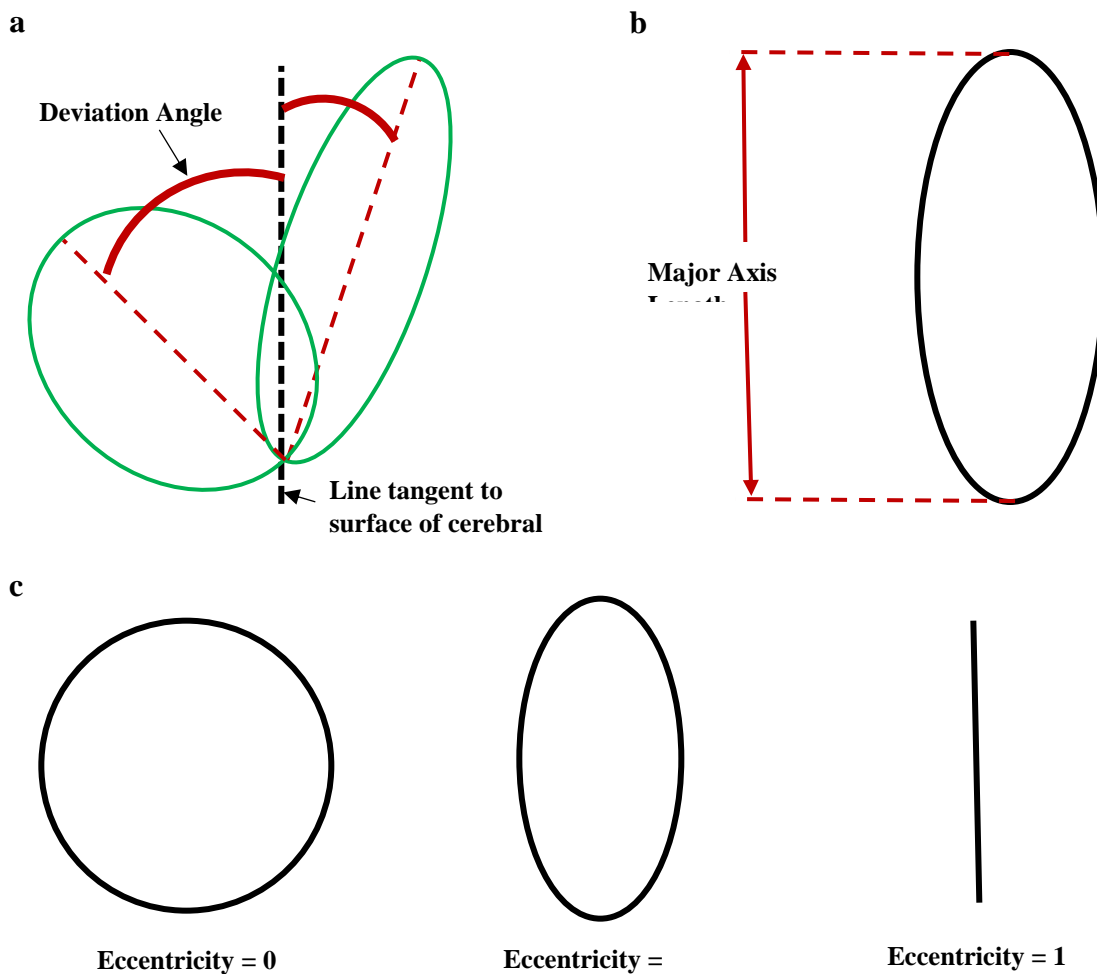 a
b
Deviation Angle
Major Axis
Line tangent to
surface of cerebral
c
Eccentricity = 0
Eccentricity =
Eccentricity = 1